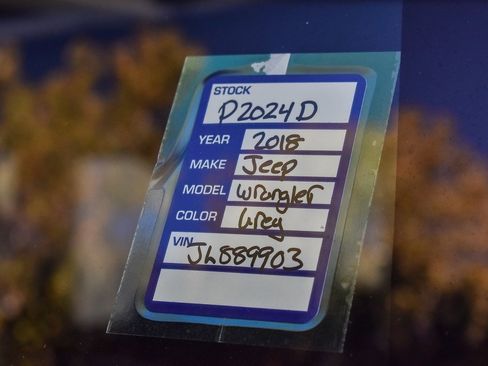 STOCK
P2024D
YEAR 2018
MAKE Jeep
MODEL Wrangler
COLOR Grey
VIN JL889903